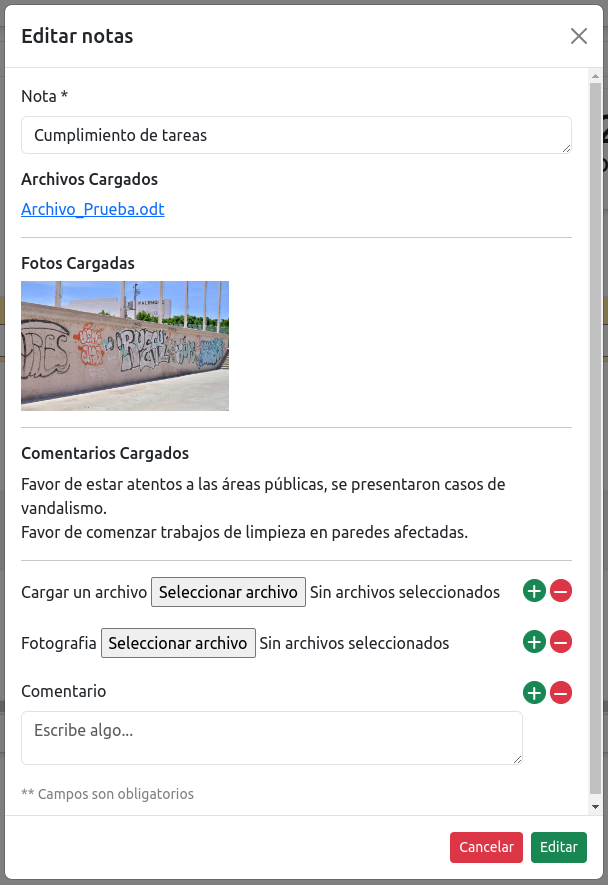 Editar notas
Nota *
Cumplimiento de tareas
Archivos Cargados
Archivo_Prueba.odt
Fotos Cargadas
Comentarios Cargados
Favor de estar atentos a las áreas públicas, se presentaron casos de
vandalismo.
Favor de comenzar trabajos de limpieza en paredes afectadas.
Cargar un archivo Seleccionar archivo Sin archivos seleccionados
Fotografia Seleccionar archivo Sin archivos seleccionados
Comentario
Escribe algo...
** Campos son obligatorios
Cancelar Editar